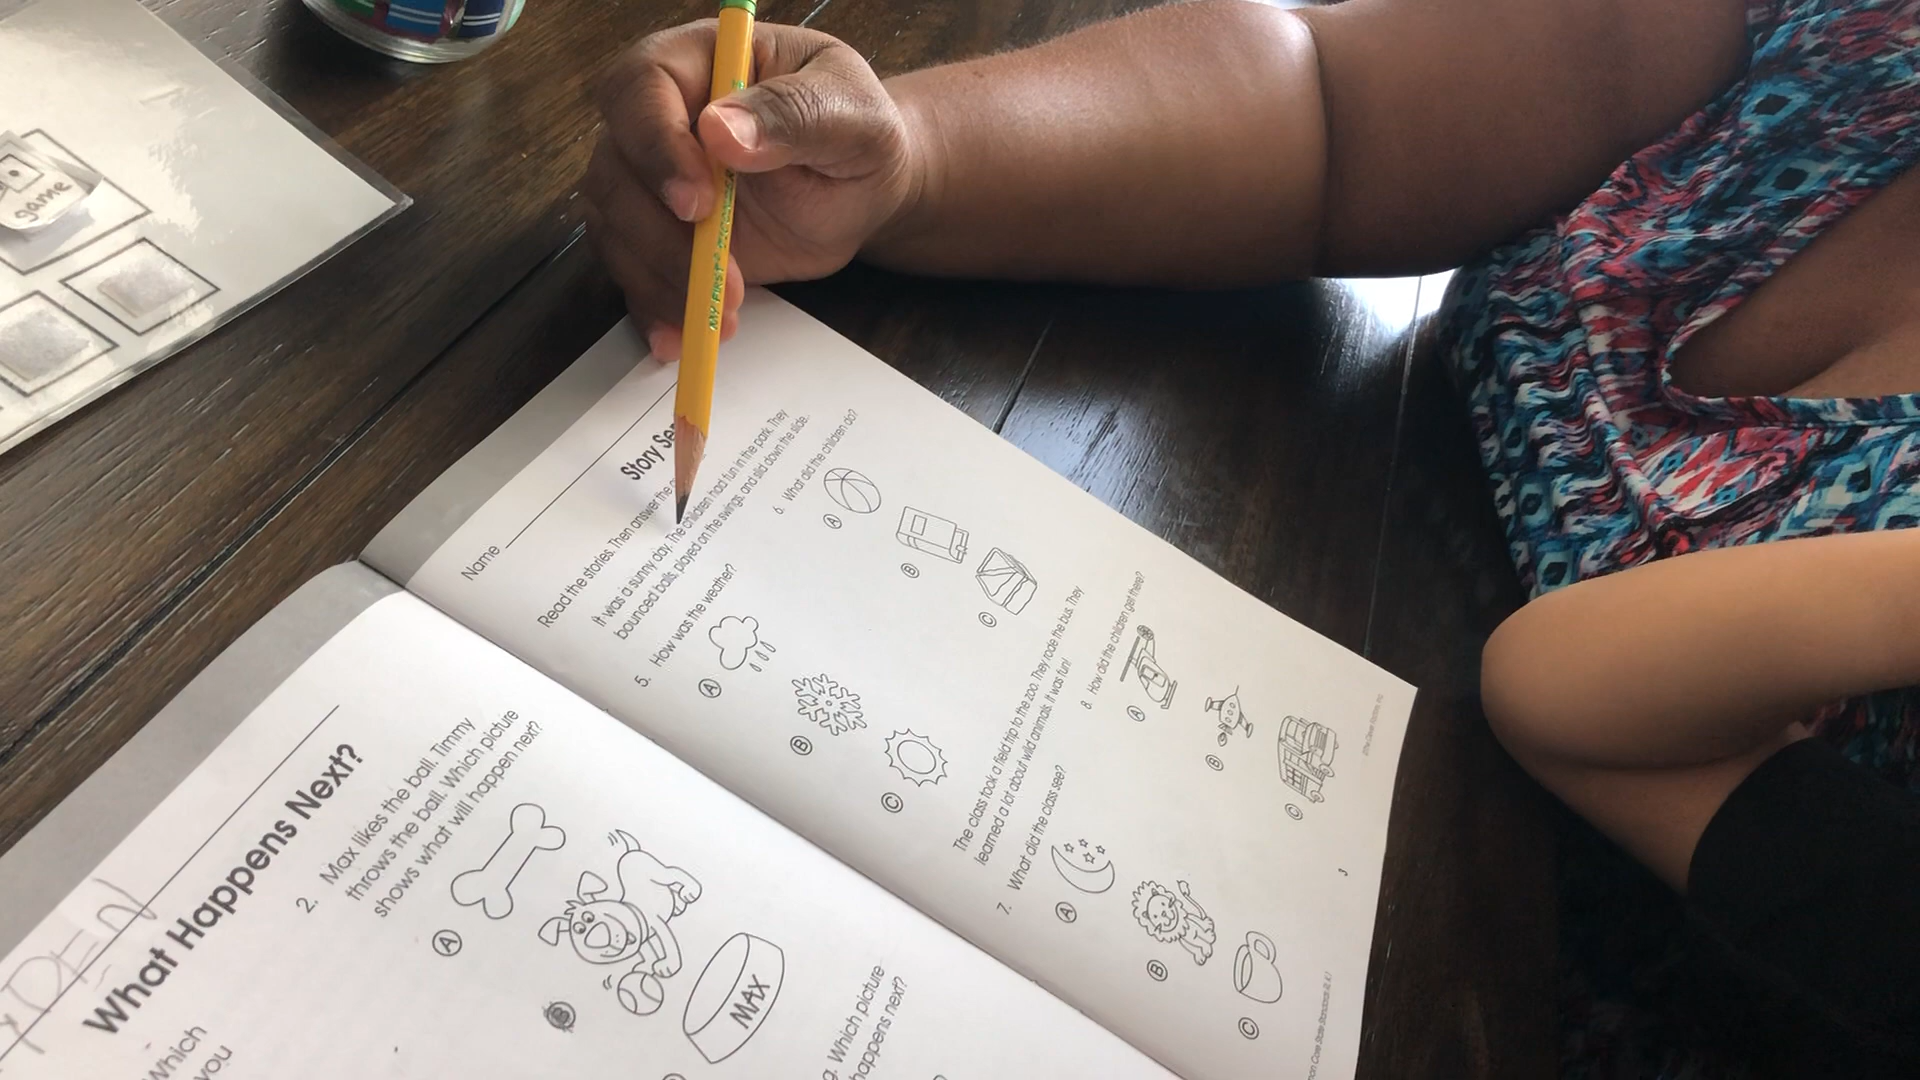 game
MY FIRST
Name
Story Se
Read the stories. Then answer the
It was a sunny day. The children had fun in the park. They
bounced balls, played on the swings, and slid down the slide.
5. How was the weather?
A
B
C
6. What did the children do?
A
B
C
The class took a field trip to the zoo. They rode the bus. They
learned a lot about wild animals. It was fun!
7. What did the class see?
A
B
C
8. How did the children get there?
A
B
C
3
What Happens Next?
Which
you
2. Max likes the ball. Timmy
throws the ball. Which picture
shows what will happen next?
A
B
MAX
g. Which picture
happens next?